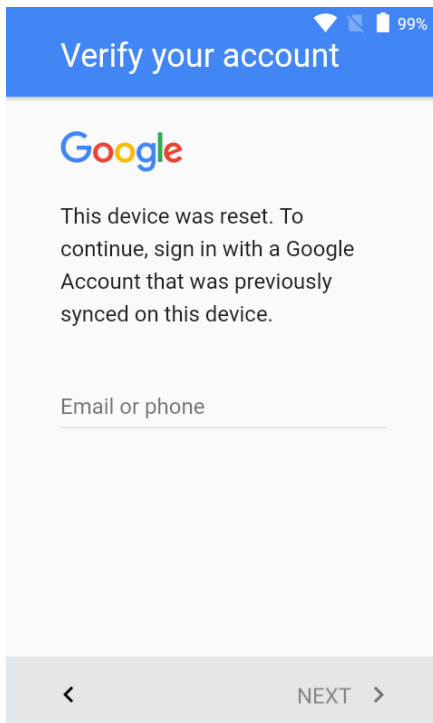 99%
Verify your account
Google
This device was reset. To
continue, sign in with a Google
Account that was previously
synced on this device.
Email or phone
NEXT